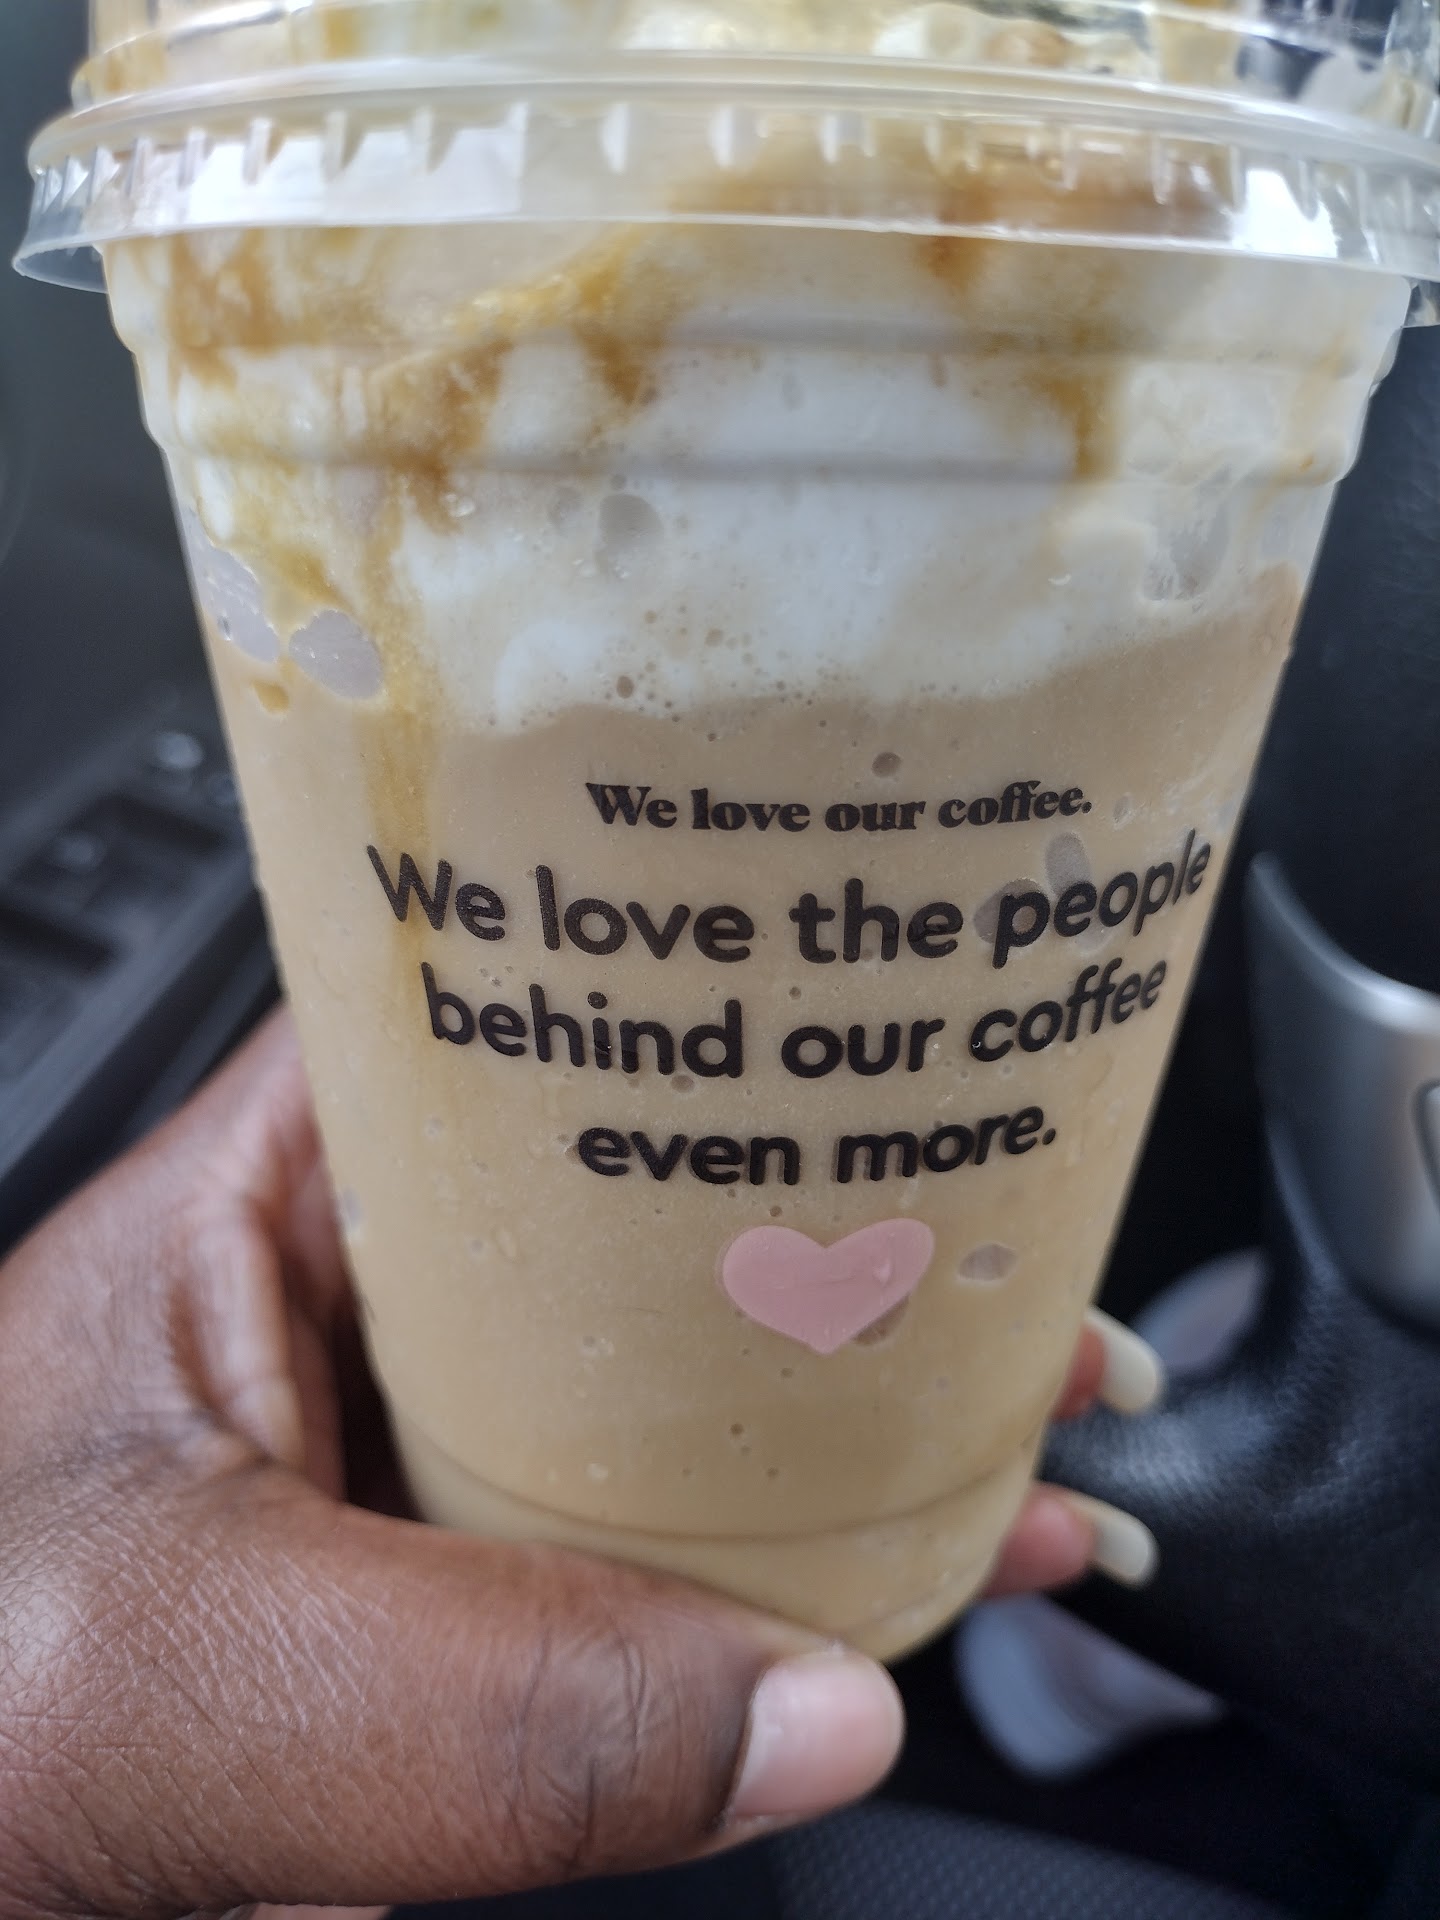 We love our coffee.
We love the people
behind our coffee
even more.